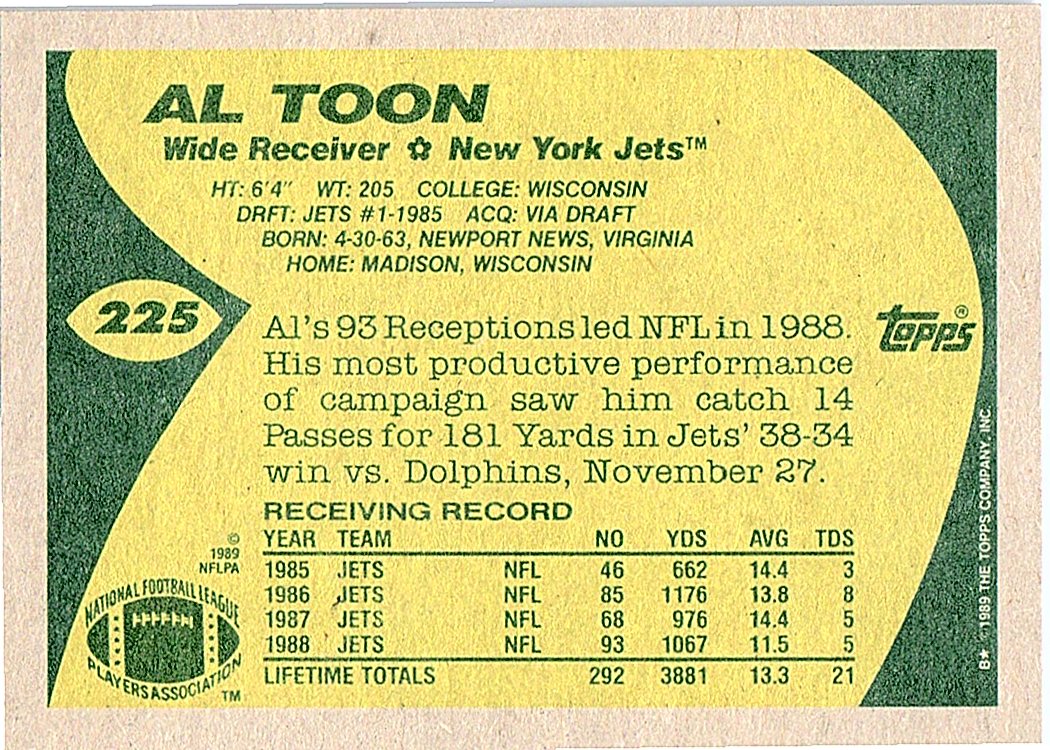 AL TOON
Wide Receiver ✿ New York Jets™
HT: 6'4" WT: 205 COLLEGE: WISCONSIN
DRFT: JETS #1-1985 ACQ: VIA DRAFT
BORN: 4-30-63, NEWPORT NEWS, VIRGINIA
HOME: MADISON, WISCONSIN
225
Al's 93 Receptions led NFL in 1988.
His most productive performance
of campaign saw him catch 14
Passes for 181 Yards in Jets' 38-34
win vs. Dolphins, November 27.
topps®
RECEIVING RECORD
YEAR TEAM NO YDS AVG TDS
1985 JETS NFL 46 662 14.4 3
1986 JETS NFL 85 1176 13.8 8
1987 JETS NFL 68 976 14.4 5
1988 JETS NFL 93 1067 11.5 5
LIFETIME TOTALS 292 3881 13.3 21
©
1989
NFLPA
NATIONAL FOOTBALL LEAGUE
PLAYERS ASSOCIATION
TM
B* ©1989 THE TOPPS COMPANY, INC